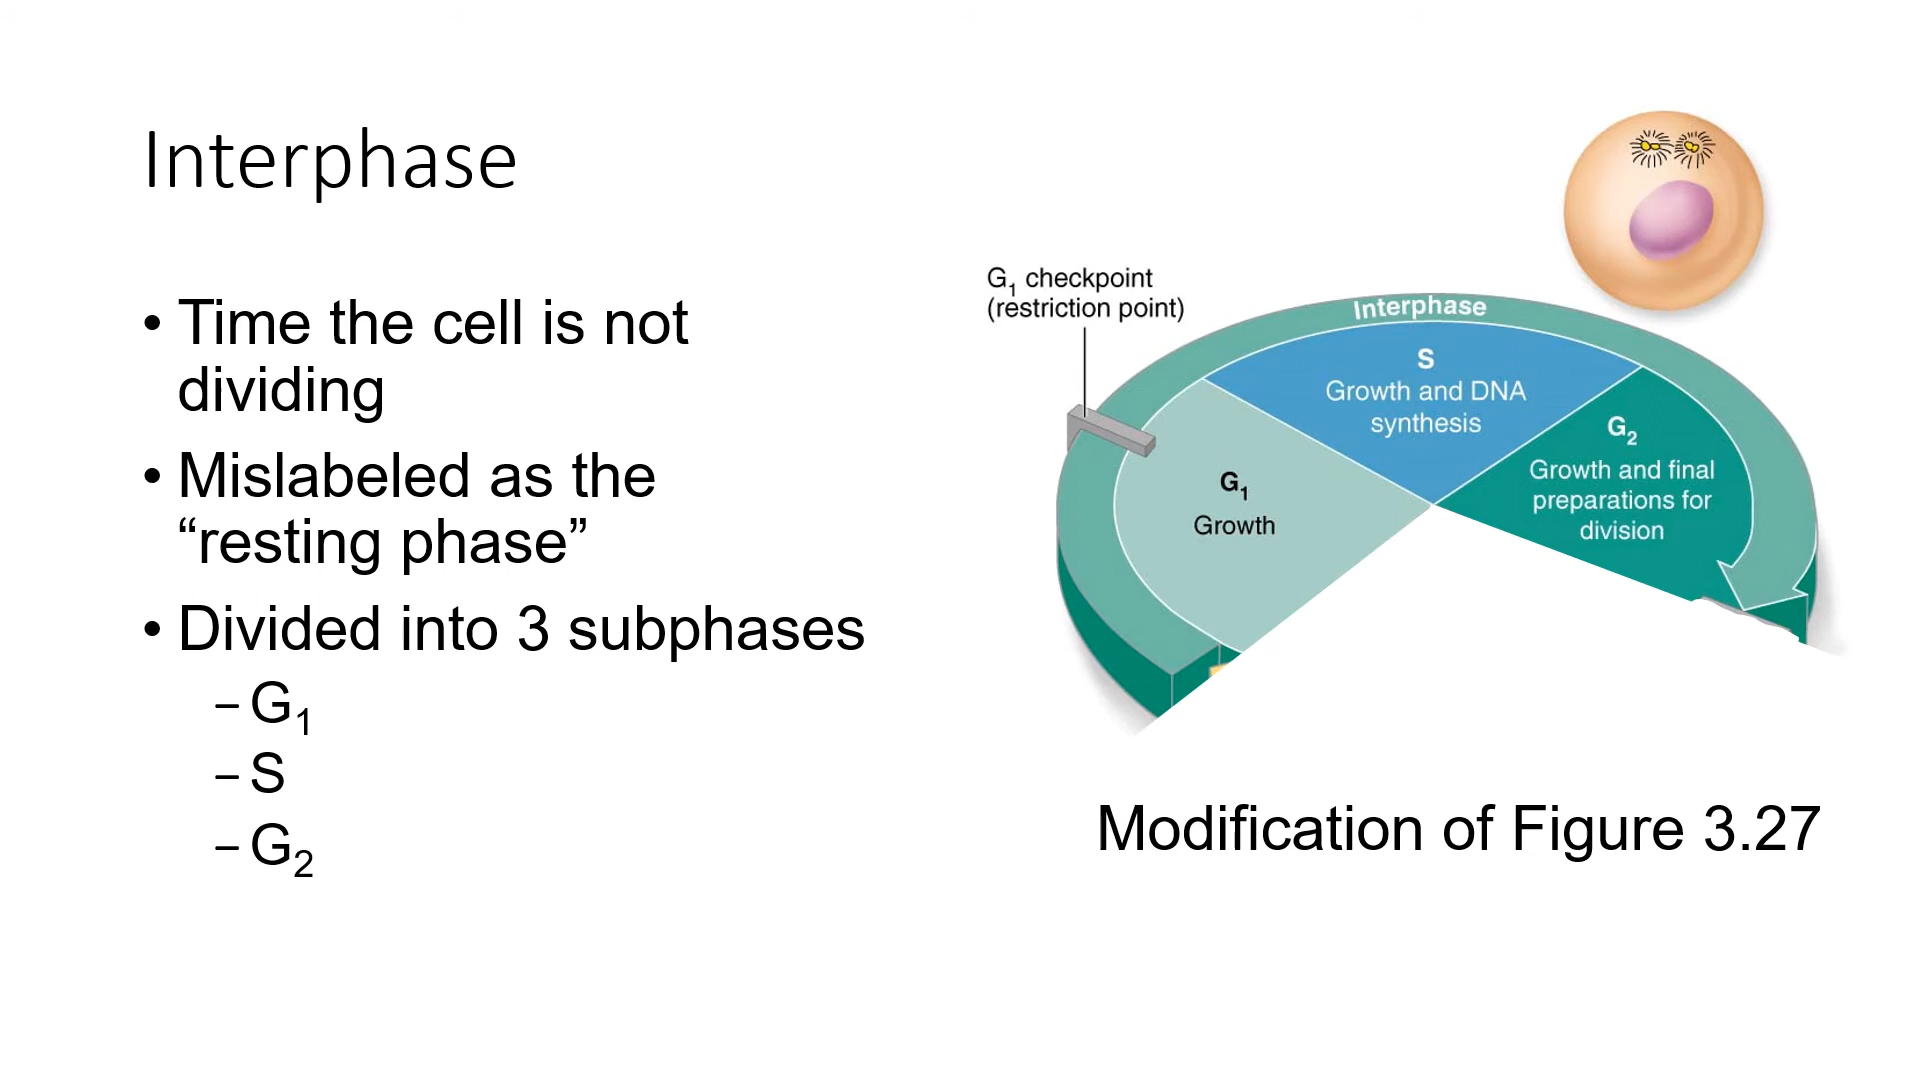 Interphase
• Time the cell is not
dividing
• Mislabeled as the
“resting phase”
• Divided into 3 subphases
– G₁
– S
– G₂
G₁ checkpoint
(restriction point)
Interphase
S
Growth and DNA
synthesis
G₂
Growth and final
preparations for
division
G₁
Growth
Modification of Figure 3.27